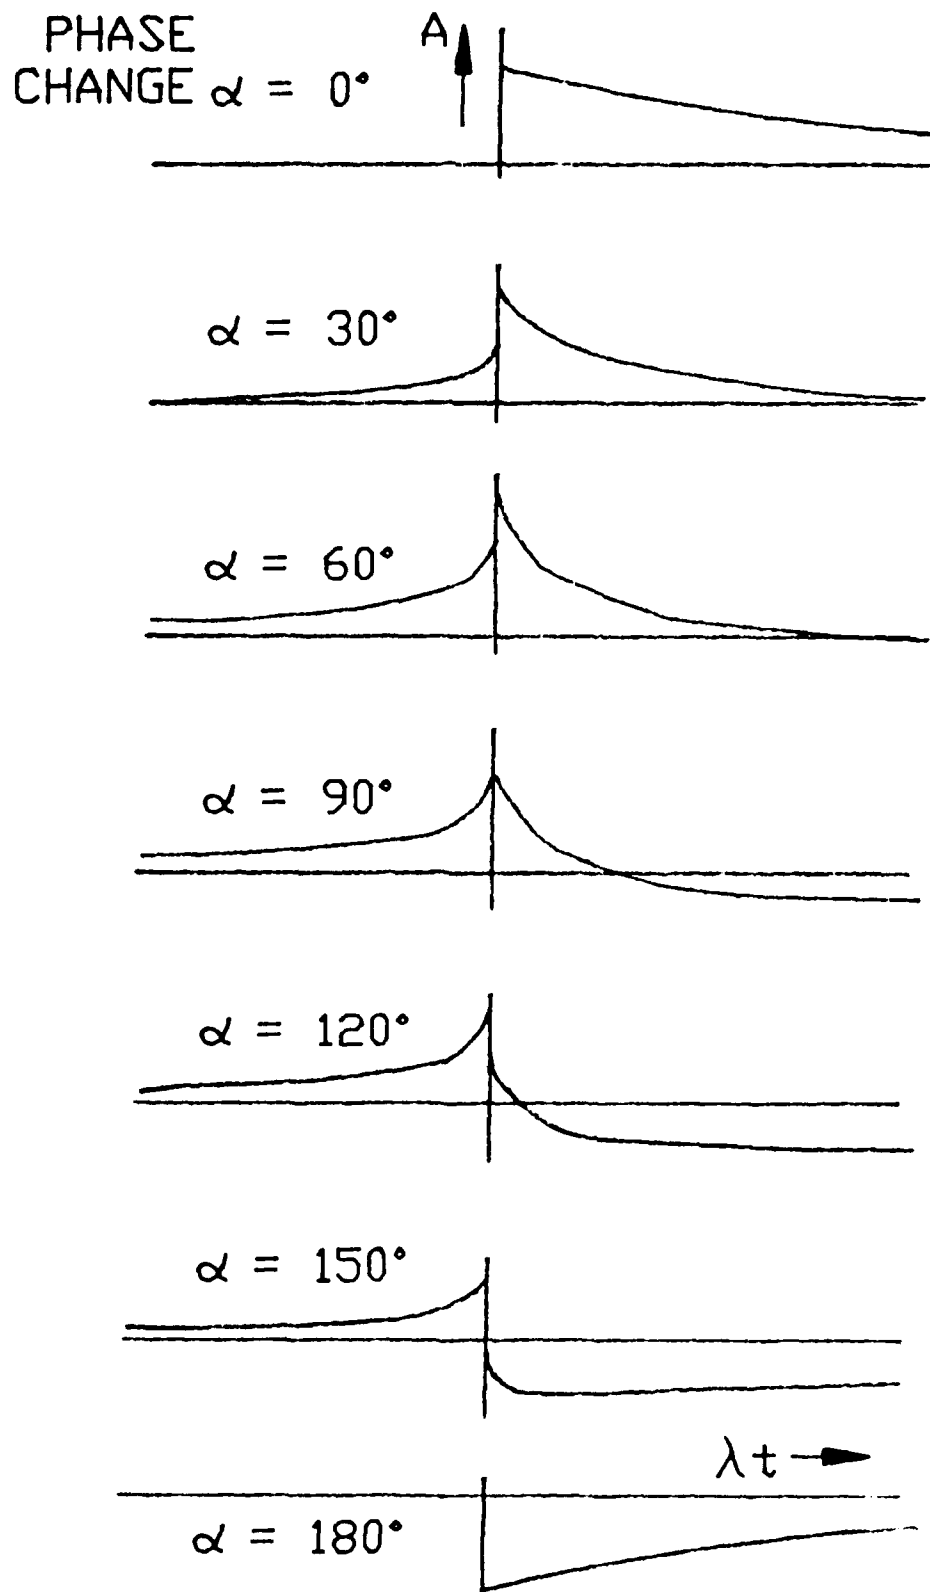 PHASE
CHANGE α = 0°
A
α = 30°
α = 60°
α = 90°
α = 120°
α = 150°
λt
α = 180°